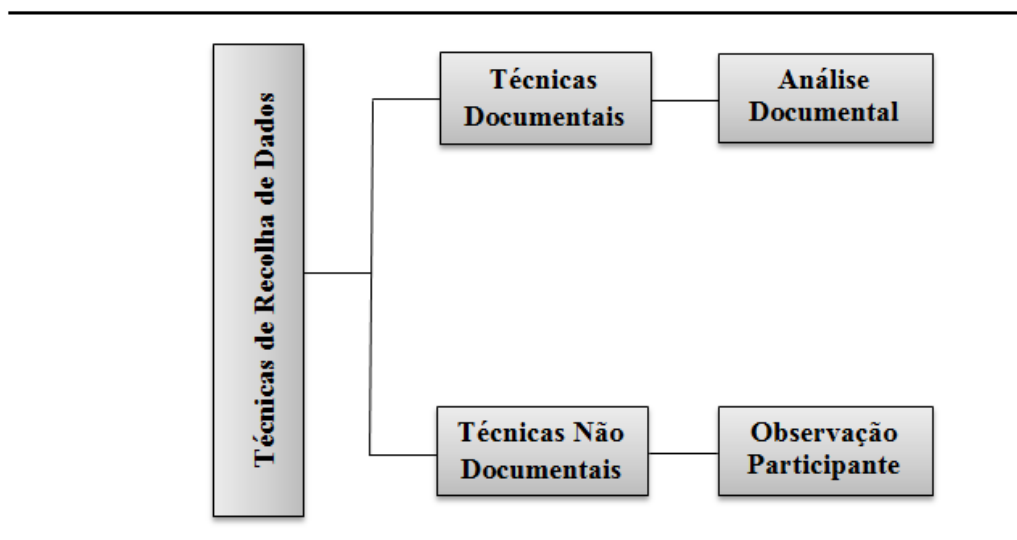 Técnicas de Recolha de Dados
Técnicas
Documentais
Análise
Documental
Técnicas Não
Documentais
Observação
Participante